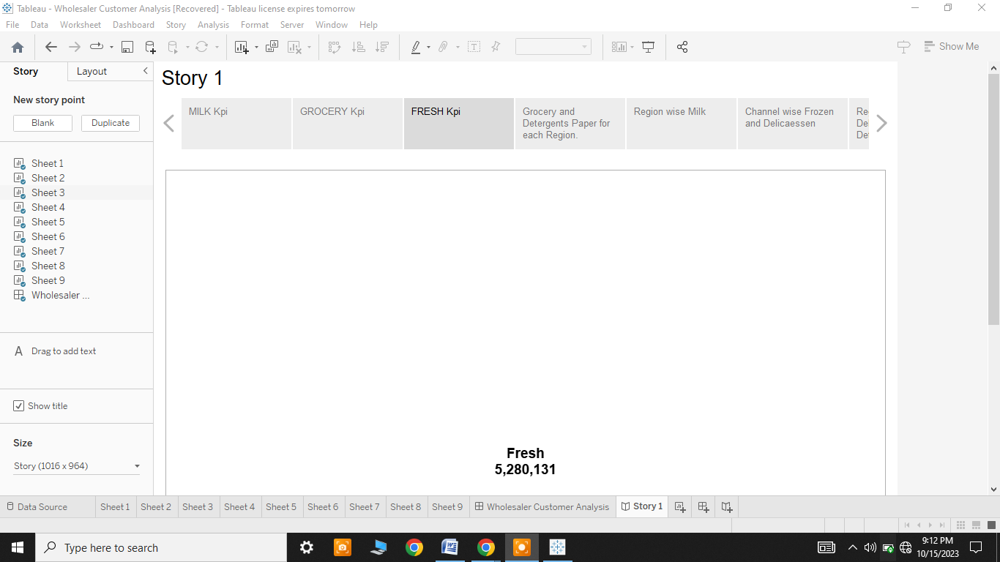 Tableau - Wholesaler Customer Analysis [Recovered] - Tableau license expires tomorrow
File Data Worksheet Dashboard Story Analysis Format Server Window Help
Show Me
Story Layout
New story point
Blank Duplicate
Sheet 1
Sheet 2
Sheet 3
Sheet 4
Sheet 5
Sheet 6
Sheet 7
Sheet 8
Sheet 9
Wholesaler ...
A Drag to add text
Show title
Size
Story (1016 x 964)
Story 1
MILK Kpi
GROCERY Kpi
FRESH Kpi
Grocery and
Detergents Paper for
each Region.
Region wise Milk
Channel wise Frozen
and Delicaessen
Re
De
Det
Fresh
5,280,131
Data Source Sheet 1 Sheet 2 Sheet 3 Sheet 4 Sheet 5 Sheet 6 Sheet 7 Sheet 8 Sheet 9 Wholesaler Customer Analysis Story 1
Type here to search
9:12 PM
10/15/2023